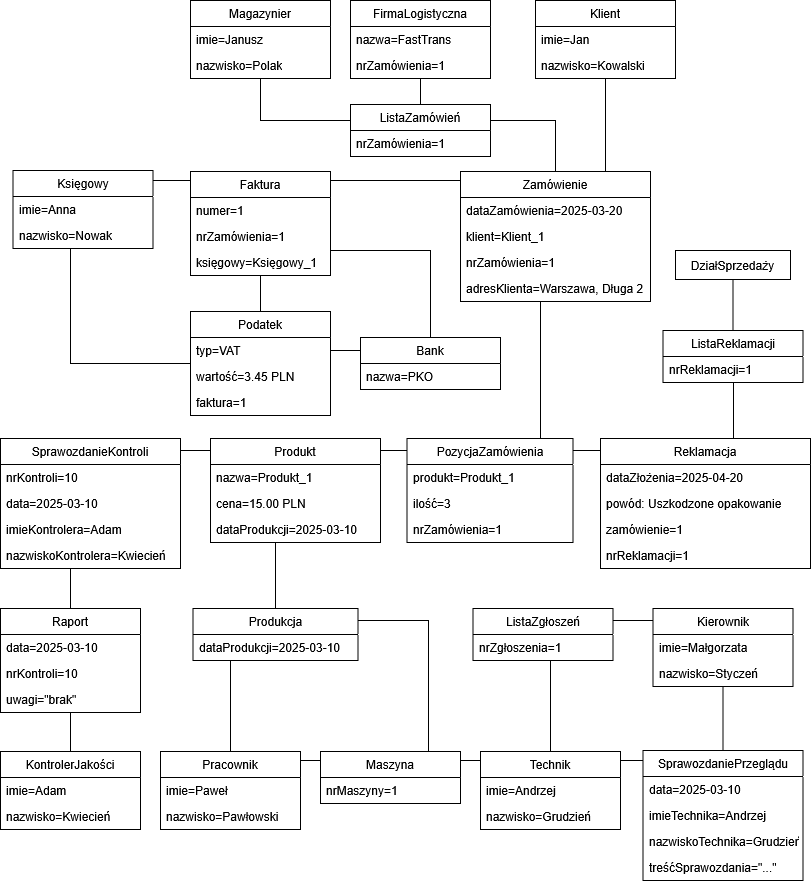 Magazynier
imie=Janusz
nazwisko=Polak
FirmaLogistyczna
nazwa=FastTrans
nrZamówienia=1
Klient
imie=Jan
nazwisko=Kowalski
ListaZamówień
nrZamówienia=1
Księgowy
imie=Anna
nazwisko=Nowak
Faktura
numer=1
nrZamówienia=1
księgowy=Księgowy_1
Zamówienie
dataZamówienia=2025-03-20
klient=Klient_1
nrZamówienia=1
adresKlienta=Warszawa, Długa 2
DziałSprzedaży
Podatek
typ=VAT
wartość=3.45 PLN
faktura=1
Bank
nazwa=PKO
ListaReklamacji
nrReklamacji=1
SprawozdanieKontroli
nrKontroli=10
data=2025-03-10
imieKontrolera=Adam
nazwiskoKontrolera=Kwiecień
Produkt
nazwa=Produkt_1
cena=15.00 PLN
dataProdukcji=2025-03-10
PozycjaZamówienia
produkt=Produkt_1
ilość=3
nrZamówienia=1
Reklamacja
dataZłożenia=2025-04-20
powód: Uszkodzone opakowanie
zamówienie=1
nrReklamacji=1
Raport
data=2025-03-10
nrKontroli=10
uwagi="brak"
Produkcja
dataProdukcji=2025-03-10
ListaZgłoszeń
nrZgłoszenia=1
Kierownik
imie=Małgorzata
nazwisko=Styczeń
KontrolerJakości
imie=Adam
nazwisko=Kwiecień
Pracownik
imie=Paweł
nazwisko=Pawłowski
Maszyna
nrMaszyny=1
Technik
imie=Andrzej
nazwisko=Grudzień
SprawozdaniePrzeglądu
data=2025-03-10
imieTechnika=Andrzej
nazwiskoTechnika=Grudzień
treśćSprawozdania="..."